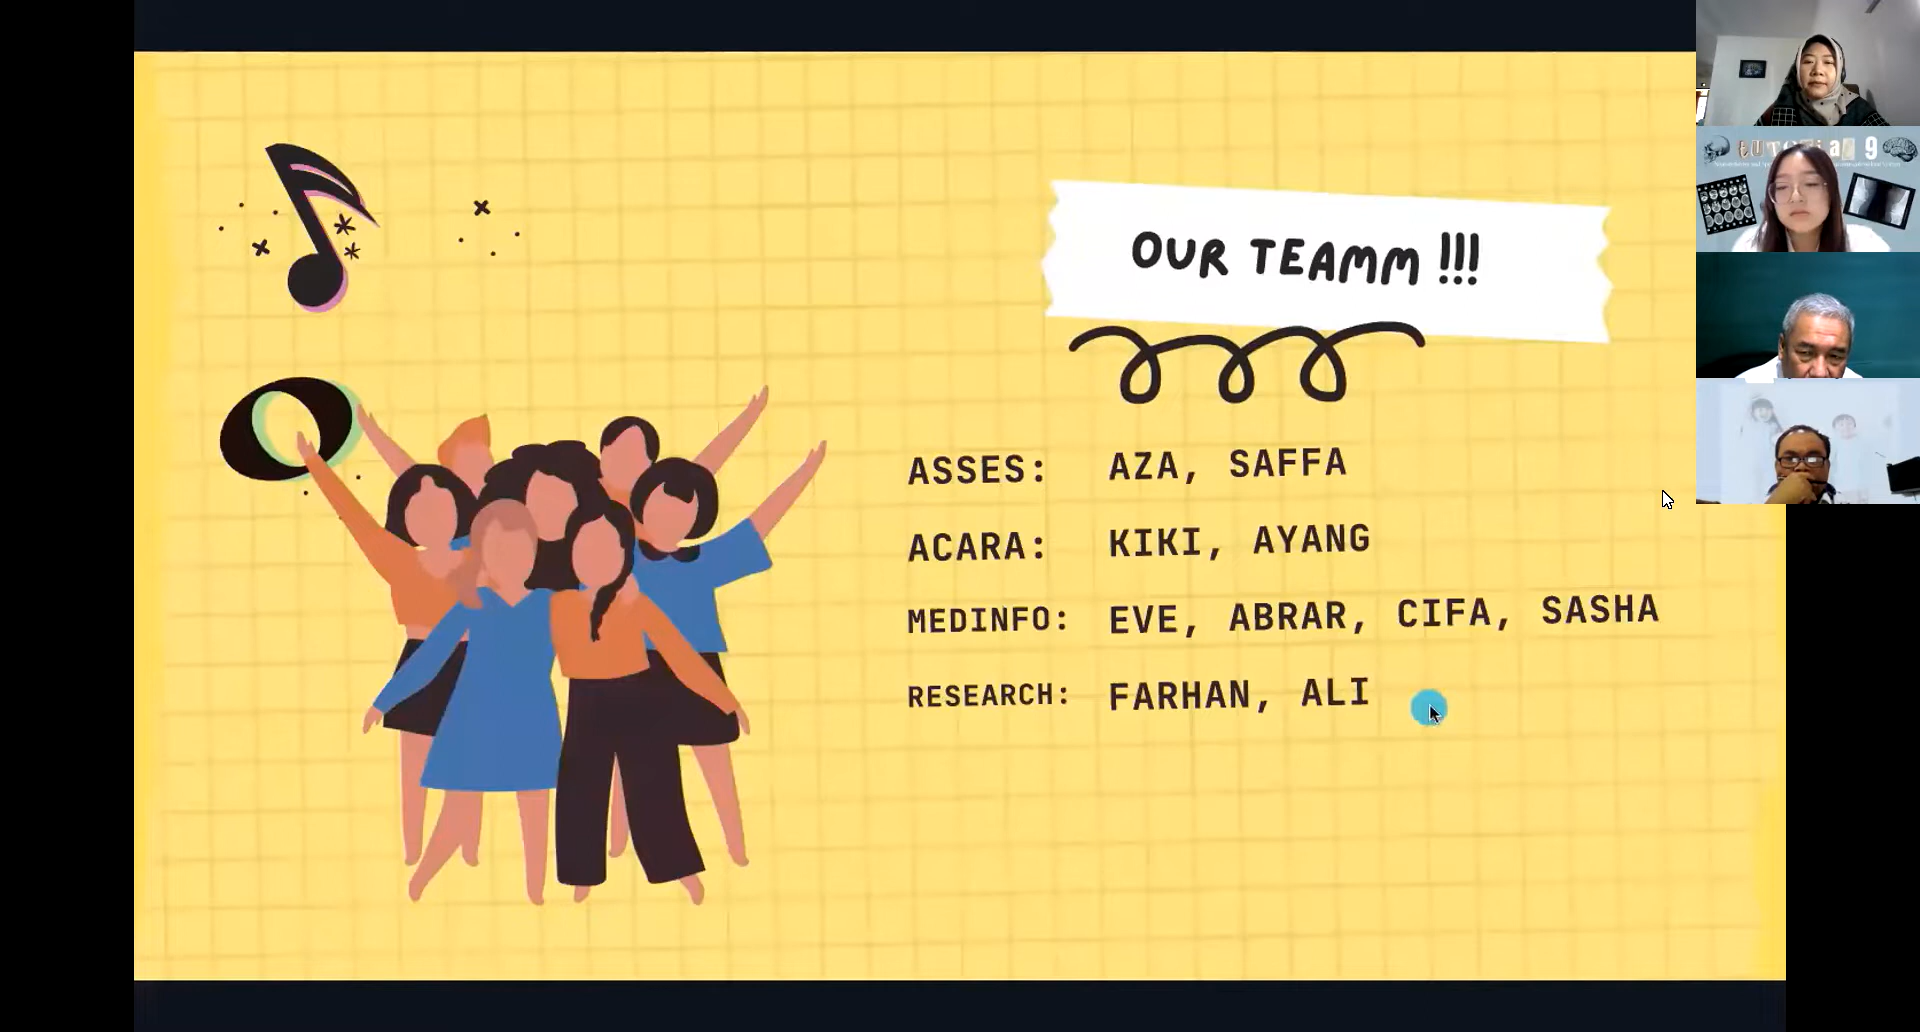 OUR TEAMM !!!
ASSES: AZA, SAFFA
ACARA: KIKI, AYANG
MEDINFO: EVE, ABRAR, CIFA, SASHA
RESEARCH: FARHAN, ALI